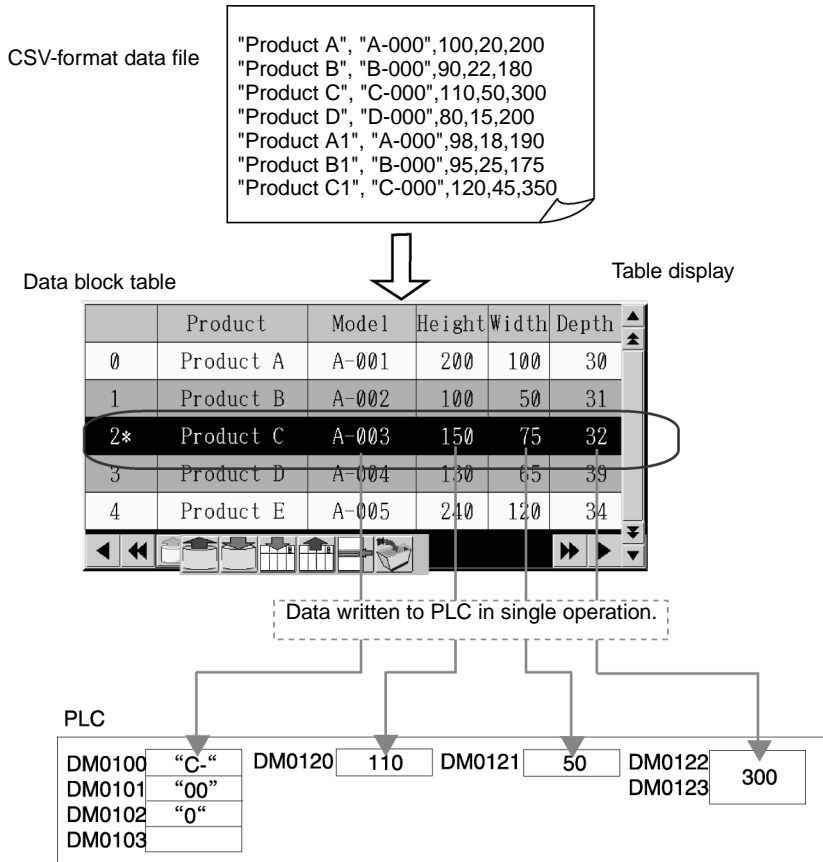 CSV-format data file
"Product A", "A-000",100,20,200
"Product B", "B-000",90,22,180
"Product C", "C-000",110,50,300
"Product D", "D-000",80,15,200
"Product A1", "A-000",98,18,190
"Product B1", "B-000",95,25,175
"Product C1", "C-000",120,45,350
Data block table
Table display
Product Model Height Width Depth
0 Product A A-001 200 100 30
1 Product B A-002 100 50 31
2* Product C A-003 150 75 32
3 Product D A-004 130 65 39
4 Product E A-005 240 120 34
Data written to PLC in single operation.
PLC
DM0100 “C-“ DM0120 110 DM0121 50 DM0122 300
DM0101 “00” DM0123
DM0102 “0“
DM0103